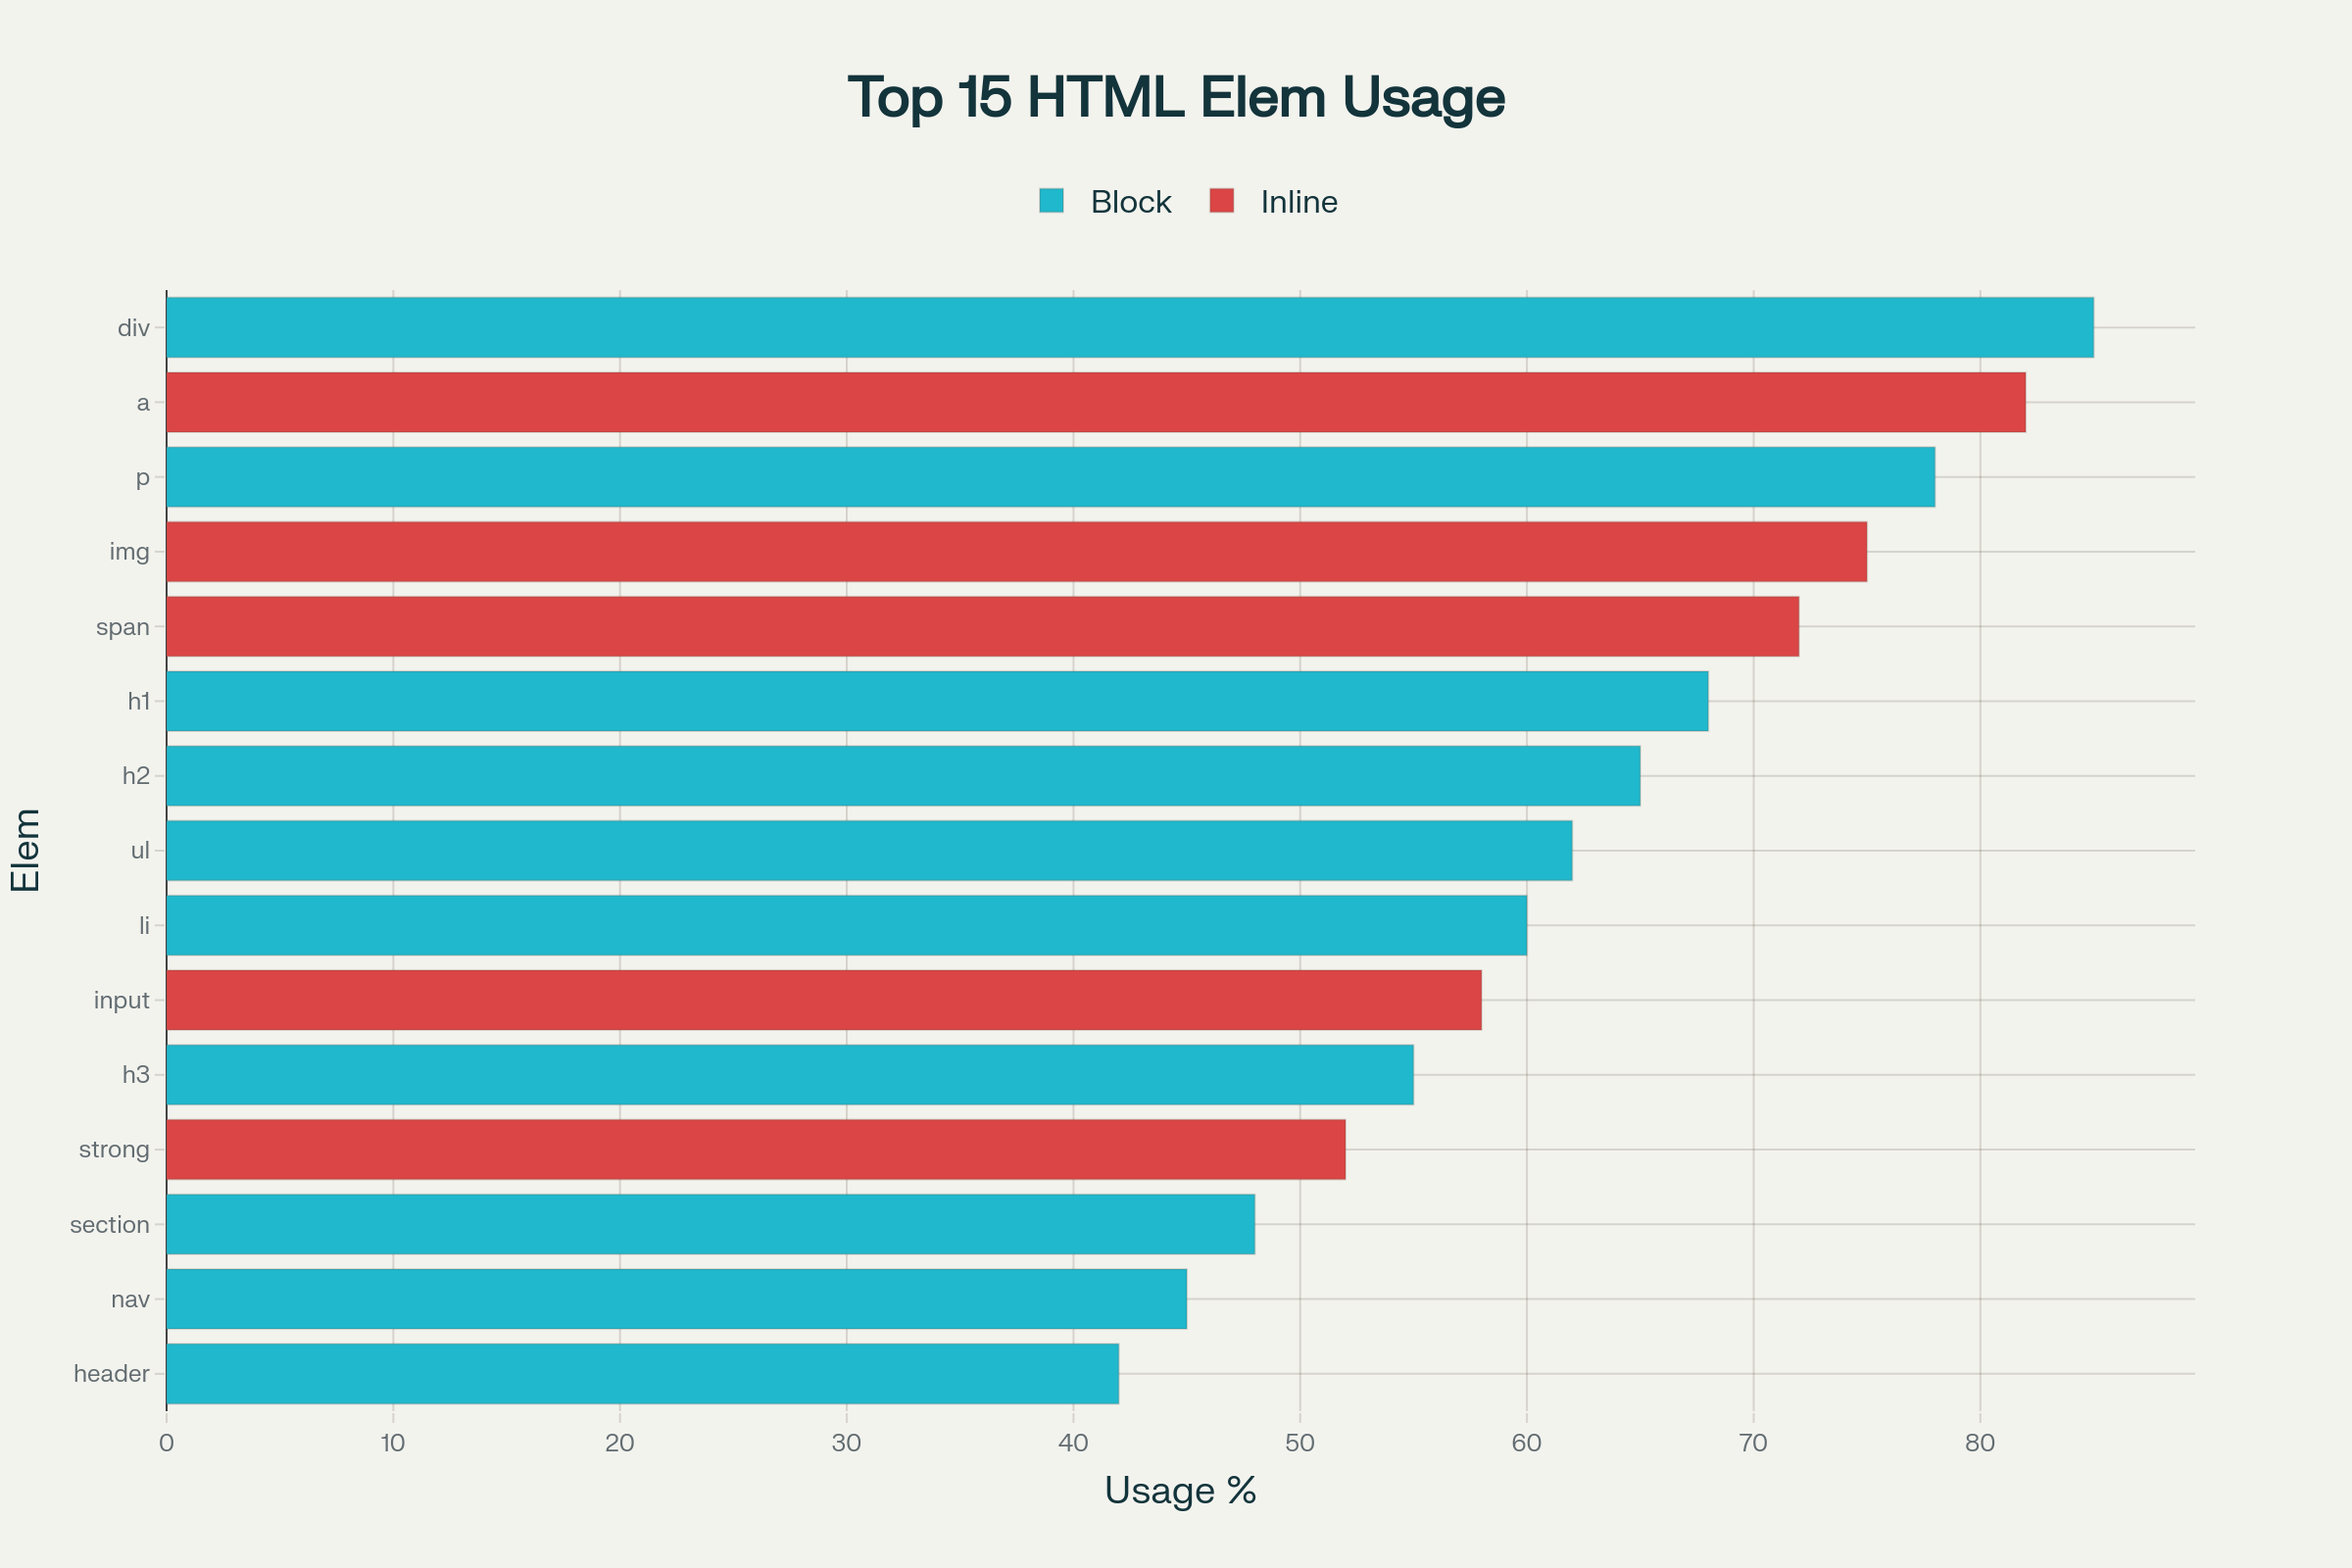 Top 15 HTML Elem Usage
Block Inline
Elem
div
a
p
img
span
h1
h2
ul
li
input
h3
strong
section
nav
header
0 10 20 30 40 50 60 70 80
Usage %